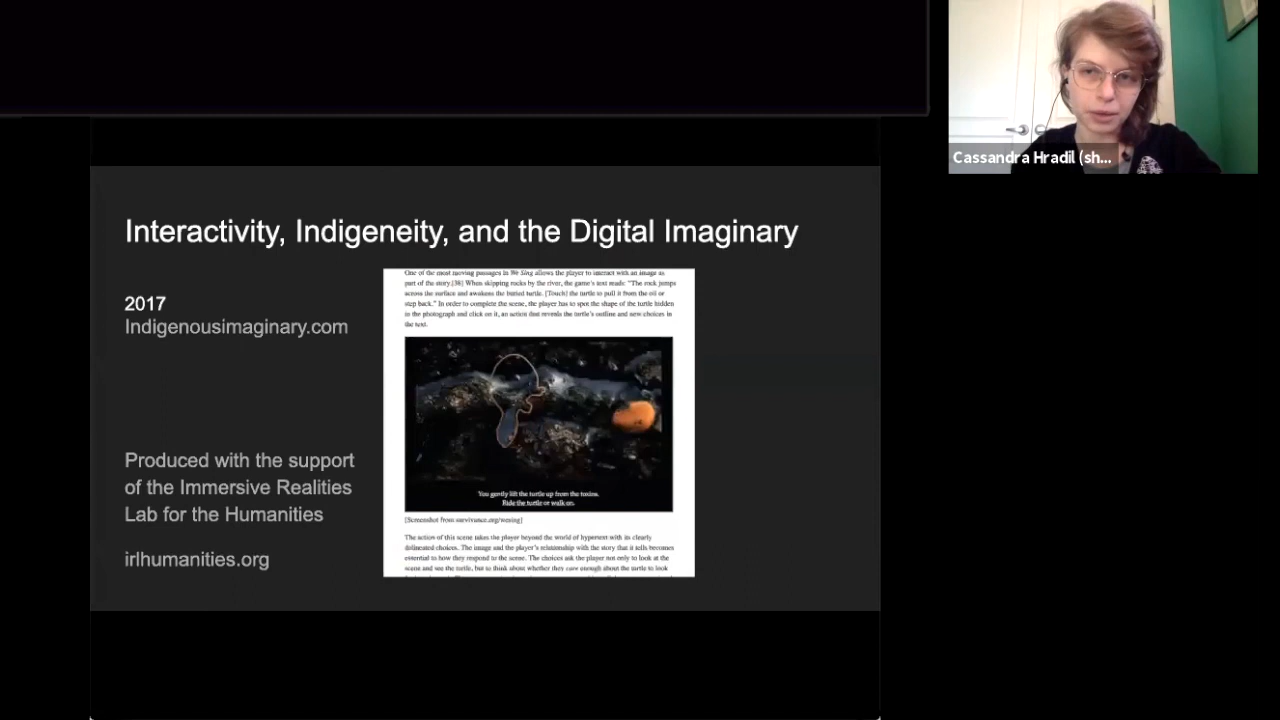 Interactivity, Indigeneity, and the Digital Imaginary
2017
Indigenousimaginary.com
Produced with the support
of the Immersive Realities
Lab for the Humanities
irlhumanities.org
One of the most moving passages in We Sing allows the player to interact with an image as
part of the story.[36] When skipping rocks by the river, the game's text reads: "The rock jumps
across the surface and awakens the buried turtle. [Touch] the turtle to pull it from the oil or
step back." In order to complete the scene, the player has to spot the shape of the turtle hidden
in the photograph and click on it, an action that reveals the turtle's outline and new choices in
the text.
You gently lift the turtle up from the toxins.
Ride the turtle or walk on.
[Screenshot from survivance.org/wesing]
The action of this scene takes the player beyond the world of hypertext with its clearly
delineated choices. The image and the player's relationship with the story that it tells becomes
essential to how they respond to the scene. The choices ask the player not only to look at the
scene and see the turtle, but to think about whether they care enough about the turtle to look
Cassandra Hradil (sh...